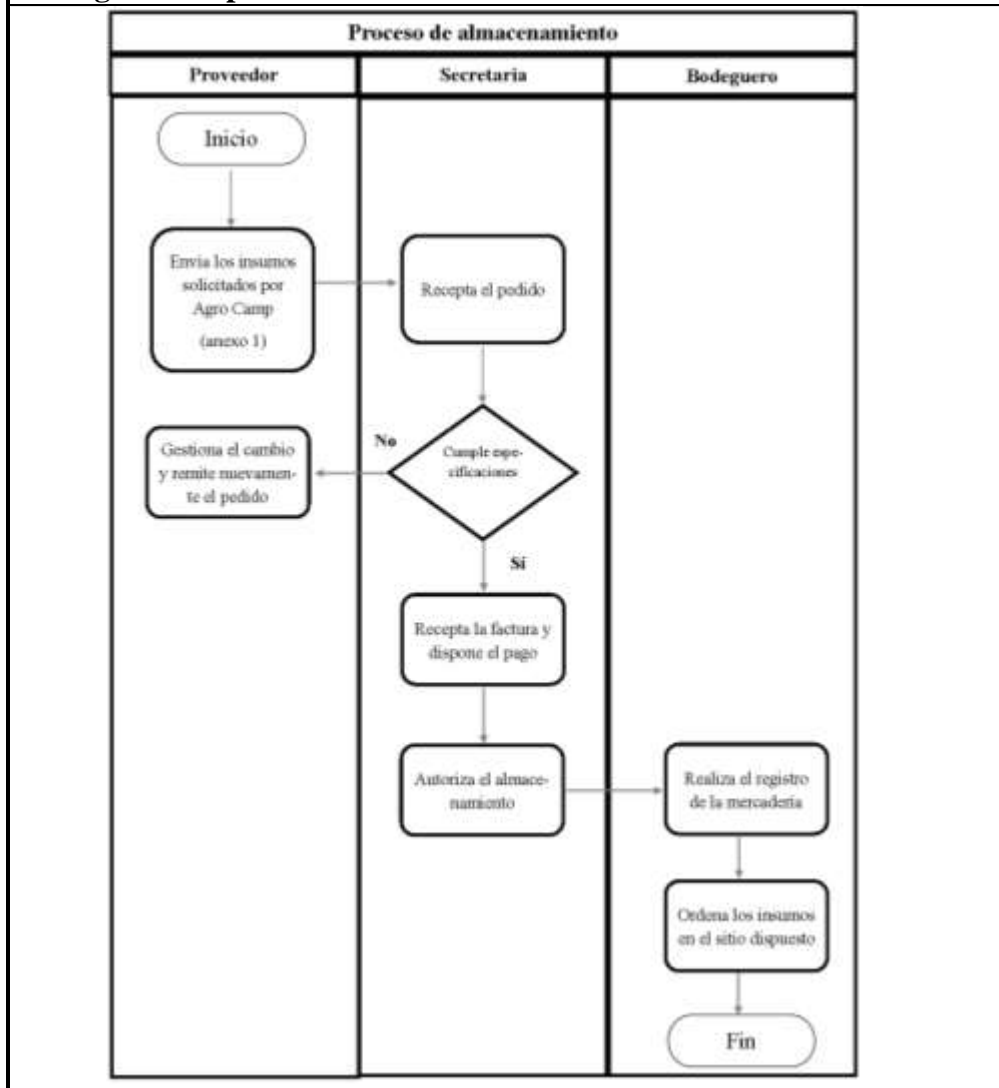 Proceso de almacenamiento
Proveedor
Secretaria
Bodeguero
Inicio
Envia los insumos
solicitados por
Agro Camp
(anexo 1)
Recepta el pedido
Cumple espe-
cificaciones
No
Gestiona el cambio
y remite nuevamen-
te el pedido
Sí
Recepta la factura y
dispone el pago
Autoriza el almace-
namiento
Realiza el registro
de la mercadería
Ordena los insumos
en el sitio dispuesto
Fin